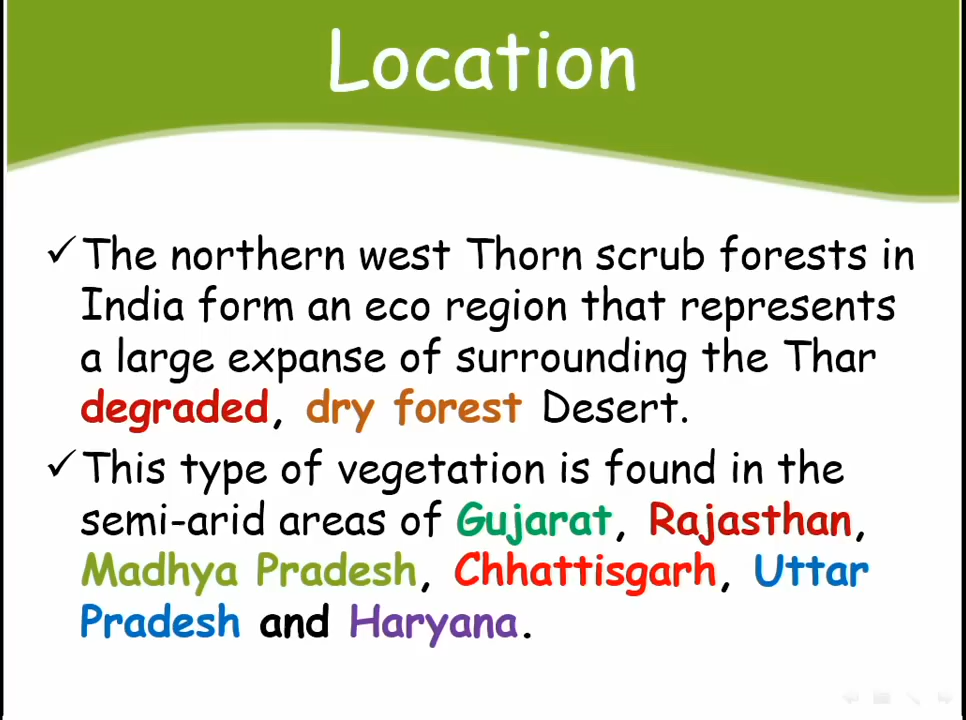 Location
✓The northern west Thorn scrub forests in
India form an eco region that represents
a large expanse of surrounding the Thar
degraded, dry forest Desert.
✓This type of vegetation is found in the
semi-arid areas of Gujarat, Rajasthan,
Madhya Pradesh, Chhattisgarh, Uttar
Pradesh and Haryana.